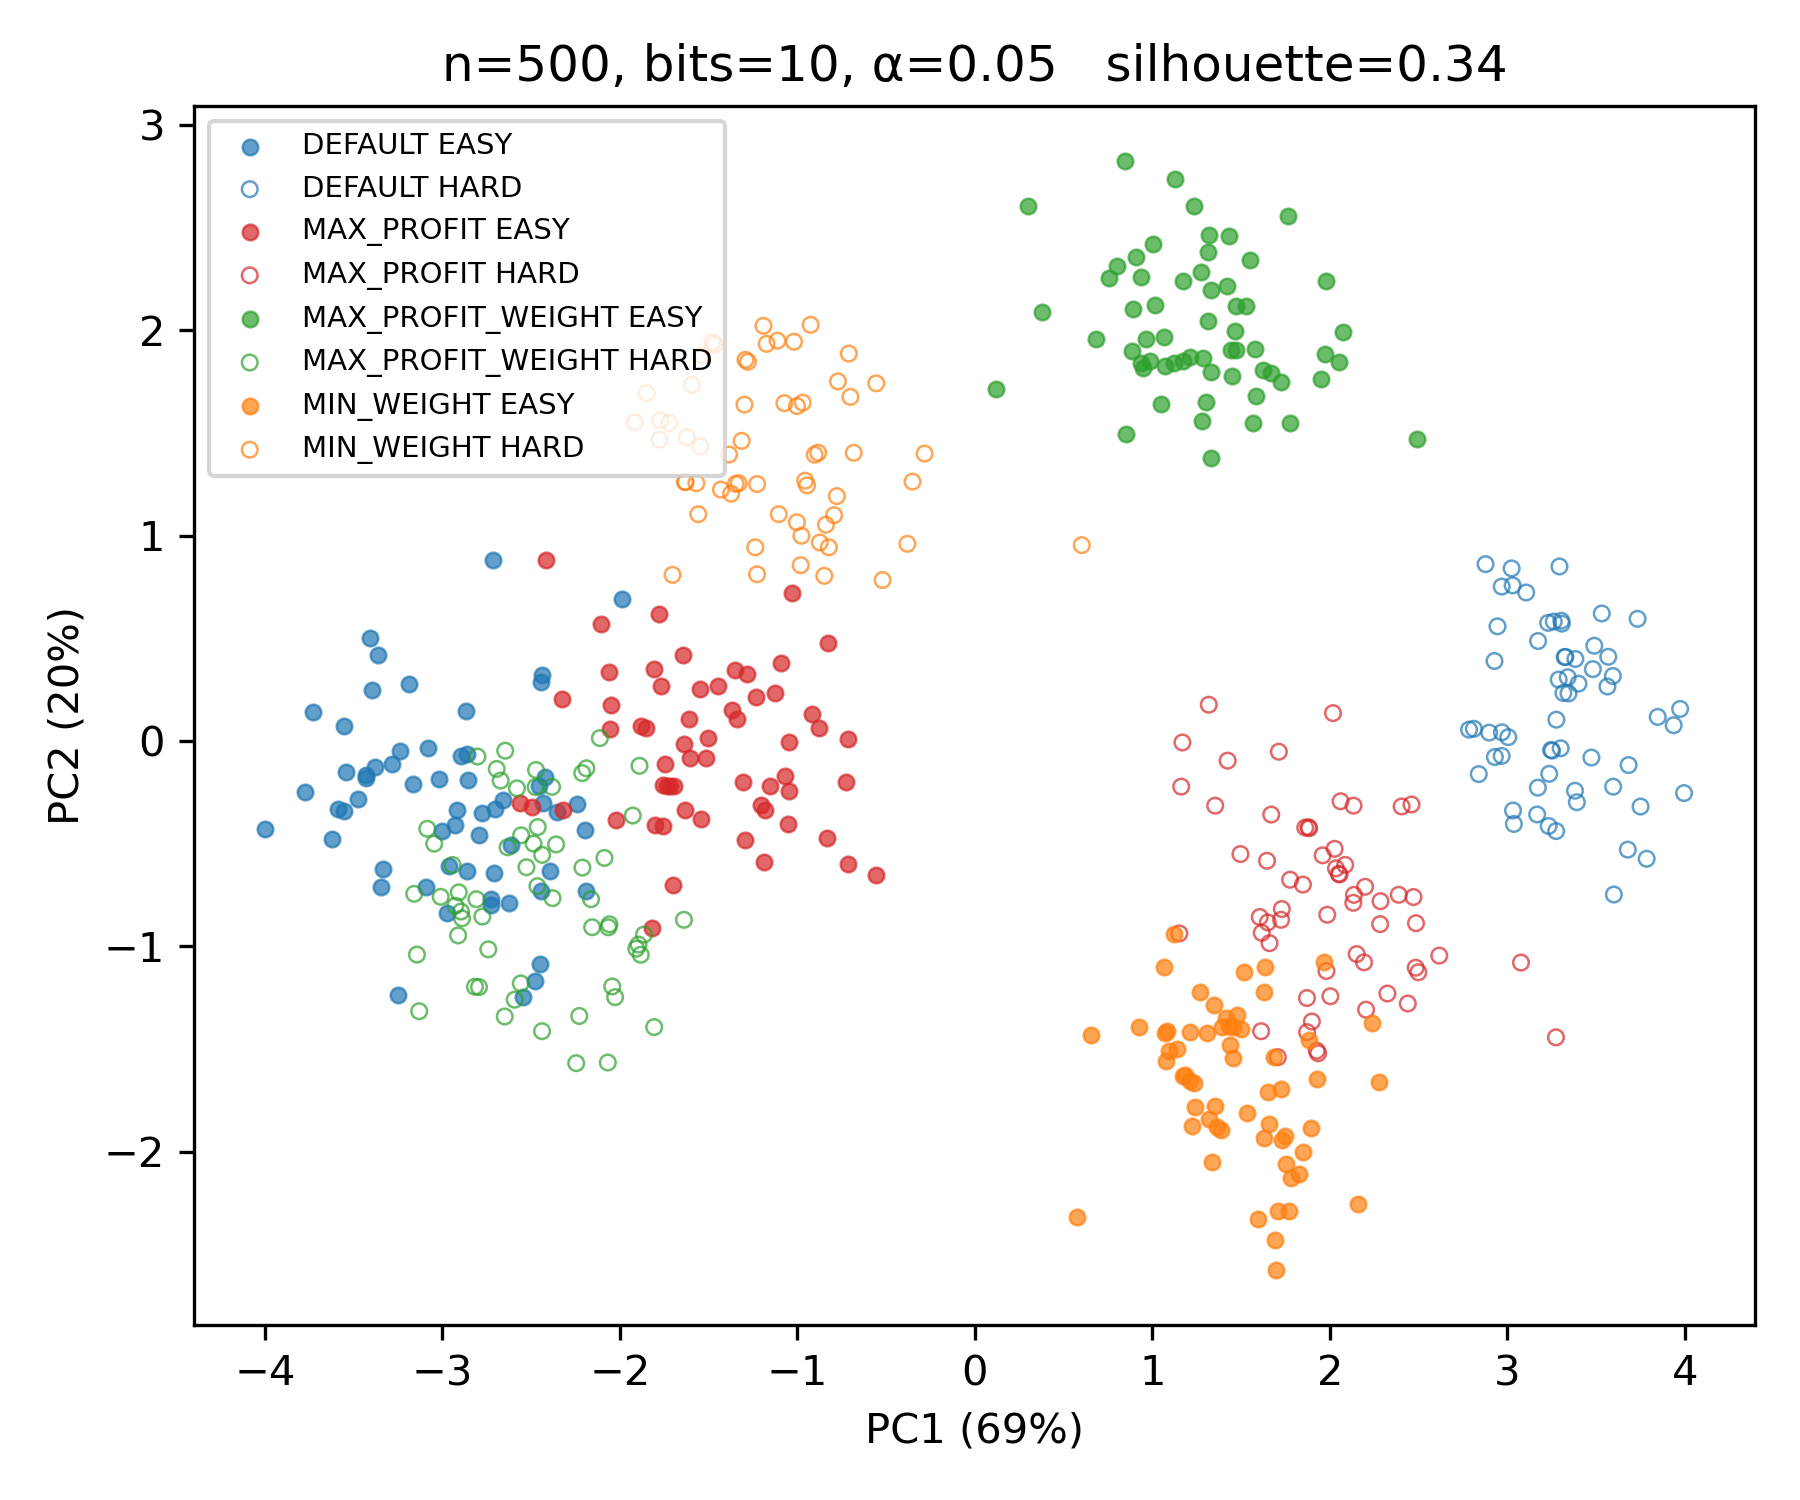 n=500, bits=10, α=0.05   silhouette=0.34
DEFAULT EASY
DEFAULT HARD
MAX_PROFIT EASY
MAX_PROFIT HARD
MAX_PROFIT_WEIGHT EASY
MAX_PROFIT_WEIGHT HARD
MIN_WEIGHT EASY
MIN_WEIGHT HARD
3
2
1
0
−1
−2
PC2 (20%)
−4 −3 −2 −1 0 1 2 3 4
PC1 (69%)